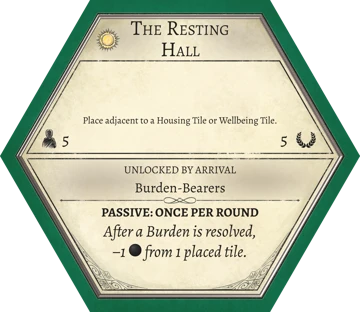 The Resting
Hall
Place adjacent to a Housing Tile or Wellbeing Tile.
5 5
UNLOCKED BY ARRIVAL
Burden-Bearers
PASSIVE: ONCE PER ROUND
After a Burden is resolved,
−1 from 1 placed tile.